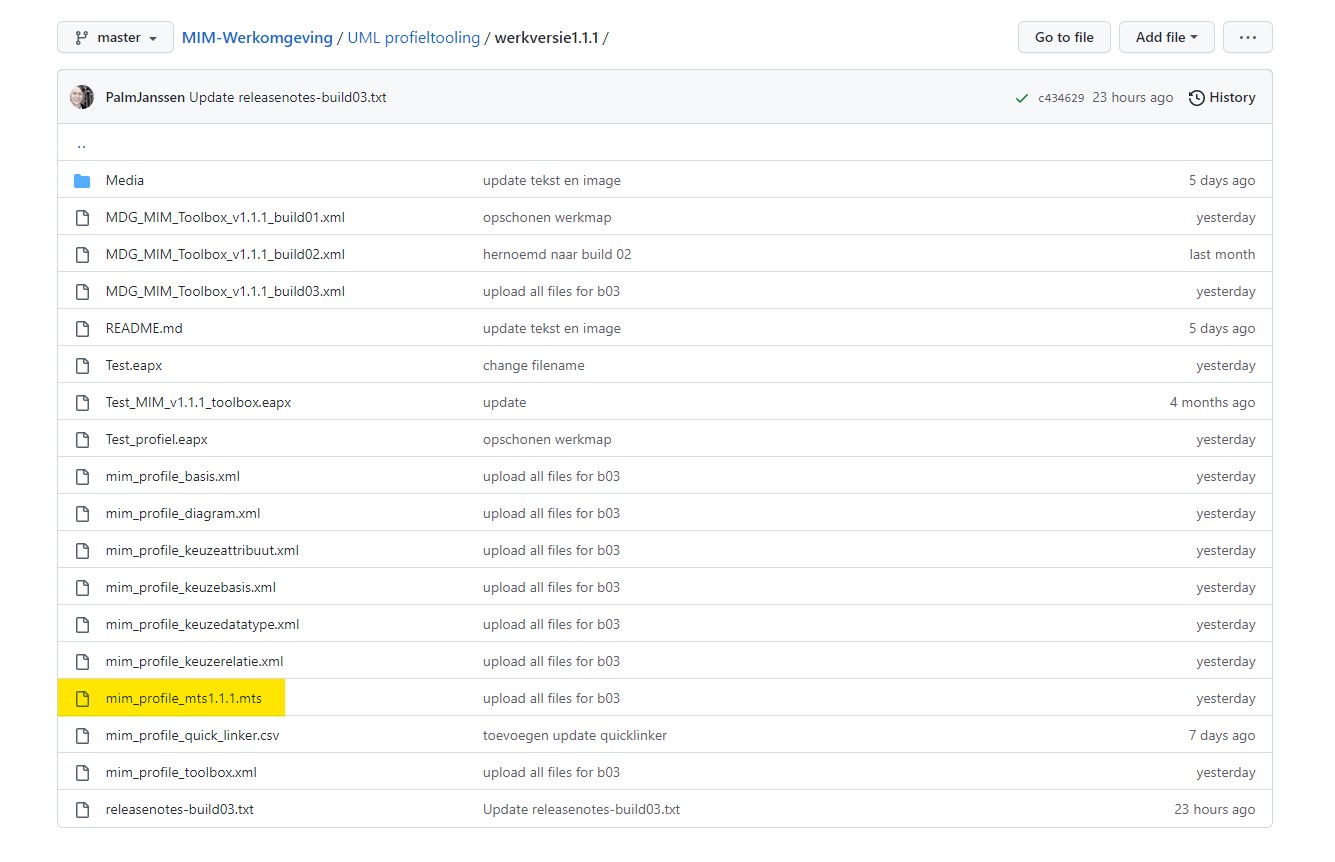 master MIM-Werkomgeving / UML profieltooling / werkversie1.1.1 / Go to file Add file ...
PalmJanssen Update releasenotes-build03.txt c434629 23 hours ago History
..
Media update tekst en image 5 days ago
MDG_MIM_Toolbox_v1.1.1_build01.xml opschonen werkmap yesterday
MDG_MIM_Toolbox_v1.1.1_build02.xml hernoemd naar build 02 last month
MDG_MIM_Toolbox_v1.1.1_build03.xml upload all files for b03 yesterday
README.md update tekst en image 5 days ago
Test.eapx change filename yesterday
Test_MIM_v1.1.1_toolbox.eapx update 4 months ago
Test_profiel.eapx opschonen werkmap yesterday
mim_profile_basis.xml upload all files for b03 yesterday
mim_profile_diagram.xml upload all files for b03 yesterday
mim_profile_keuzeattribuut.xml upload all files for b03 yesterday
mim_profile_keuzebasis.xml upload all files for b03 yesterday
mim_profile_keuzedatatype.xml upload all files for b03 yesterday
mim_profile_keuzerelatie.xml upload all files for b03 yesterday
mim_profile_mts1.1.1.mts upload all files for b03 yesterday
mim_profile_quick_linker.csv toevoegen update quicklinker 7 days ago
mim_profile_toolbox.xml upload all files for b03 yesterday
releasenotes-build03.txt Update releasenotes-build03.txt 23 hours ago